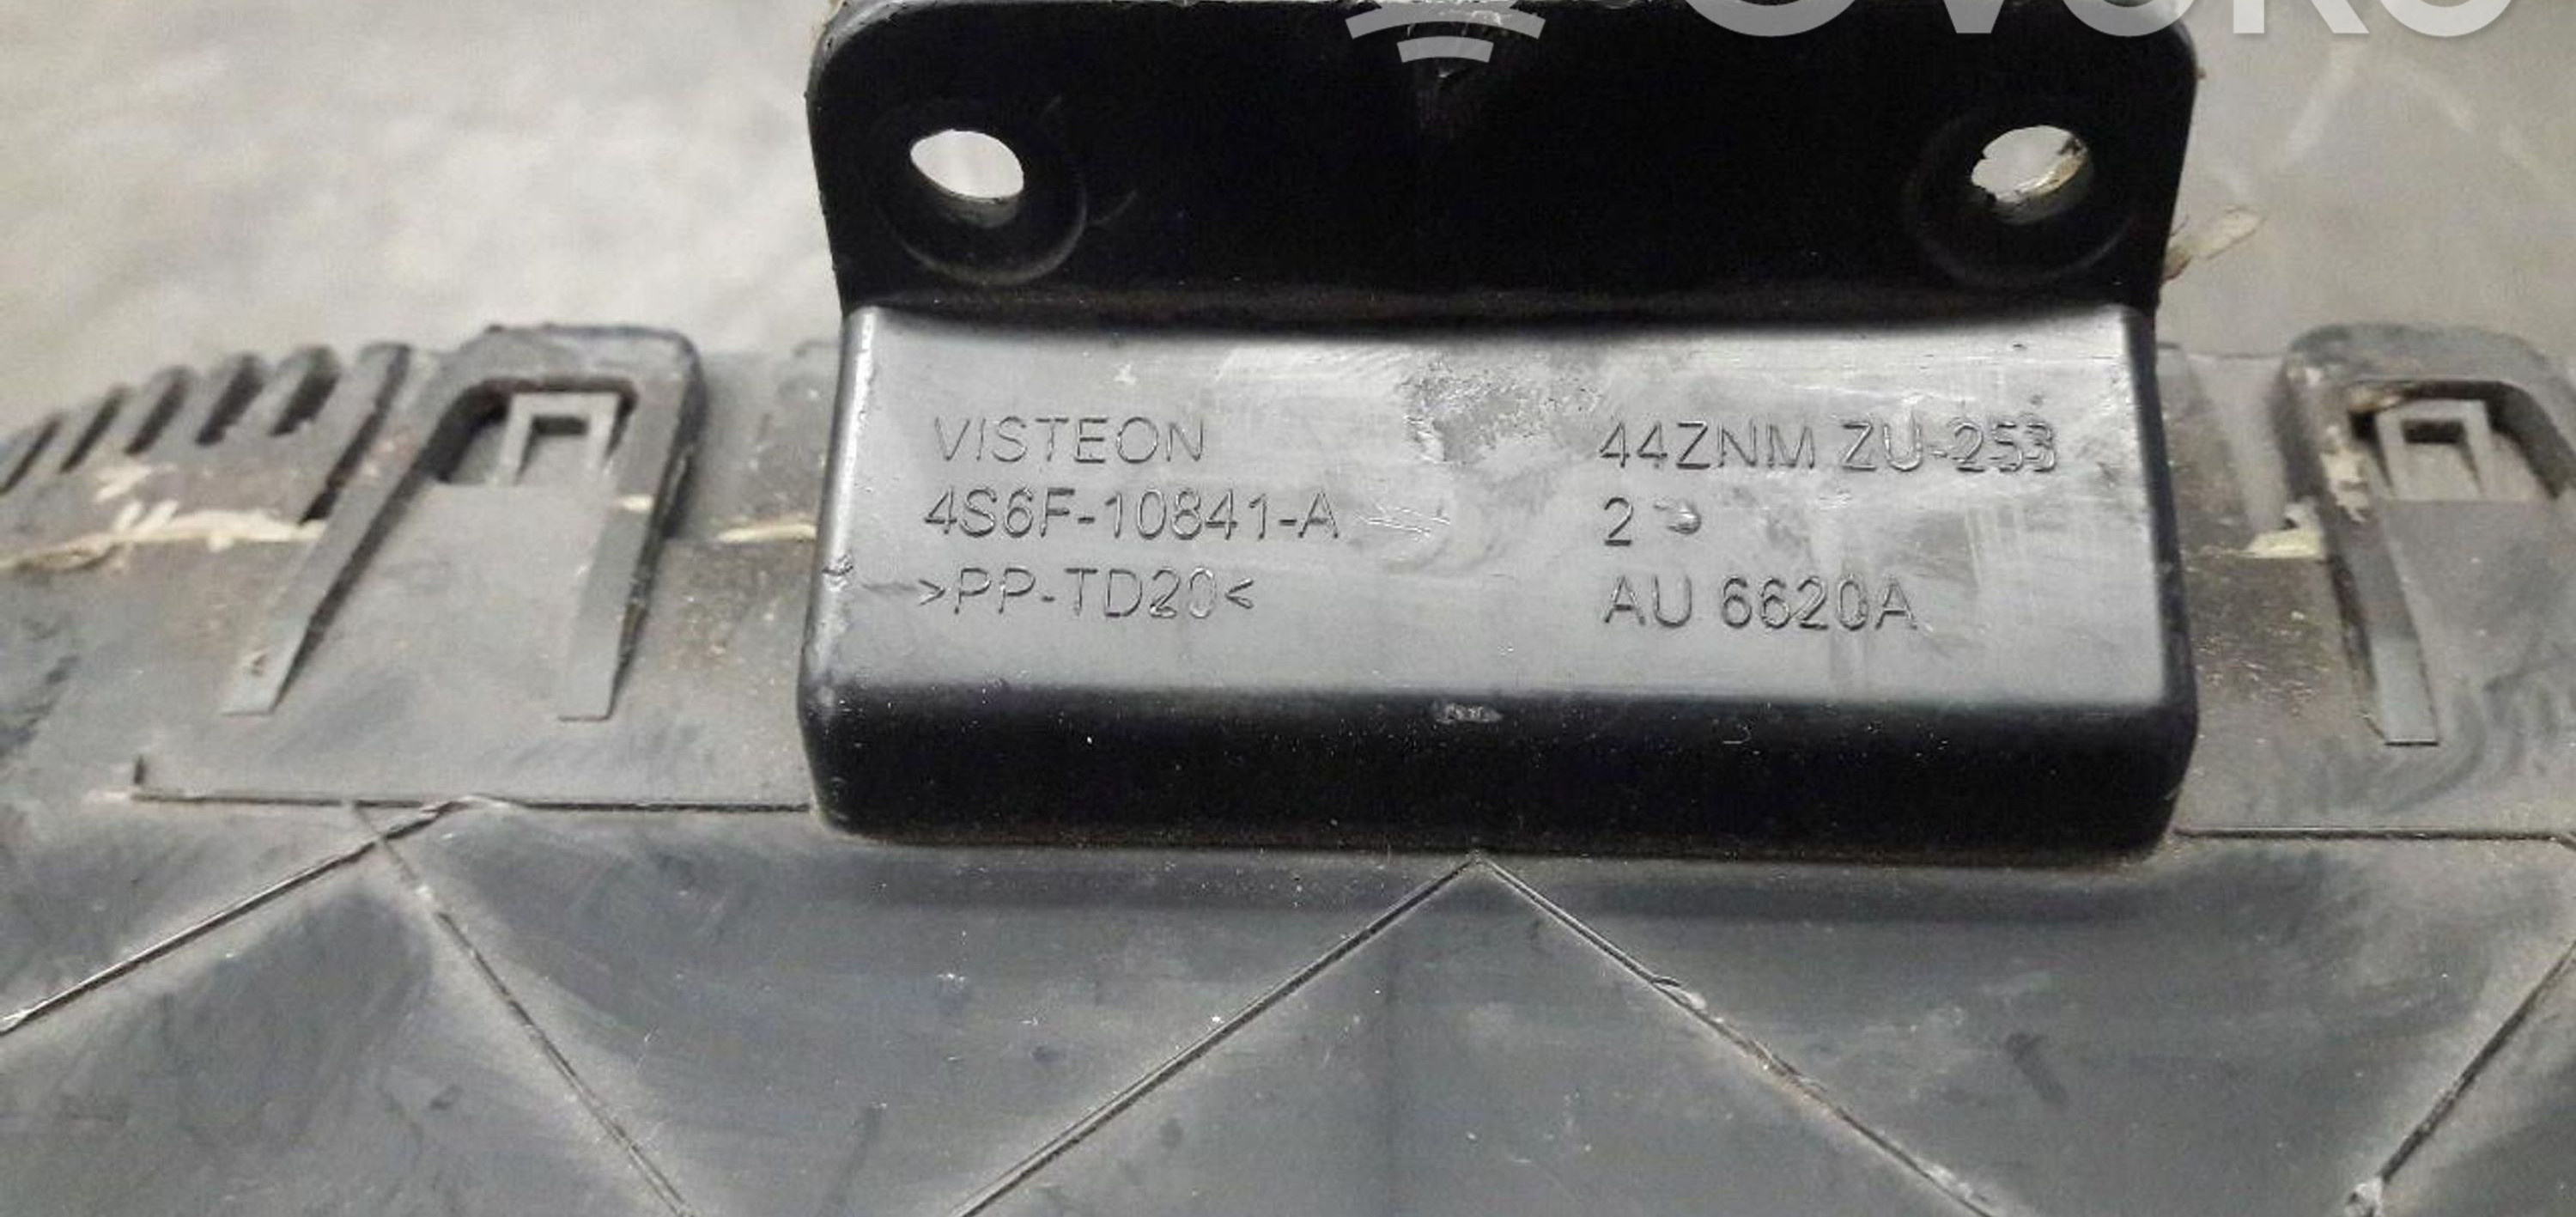 VISTEON
4S6F-10841-A
>PP-TD20<
44ZNM ZU-253
2
AU 6620A